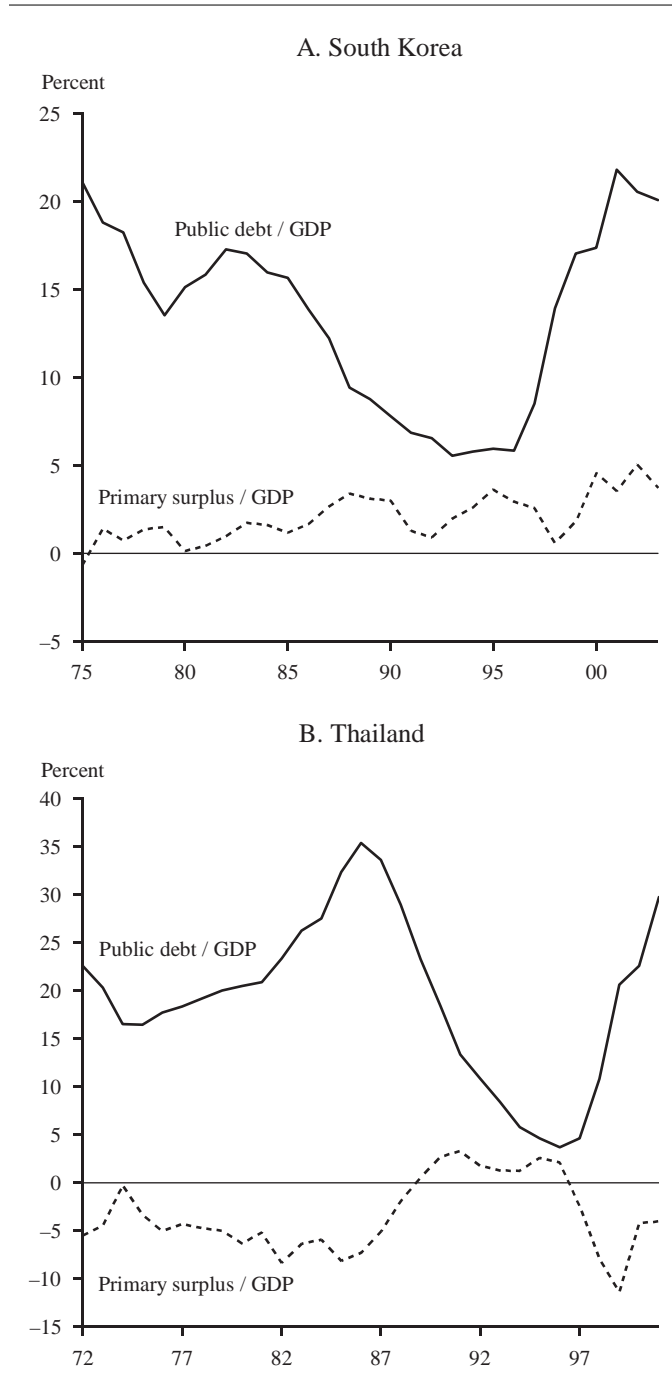 A. South Korea
Percent
25
20
Public debt / GDP
15
10
5
Primary surplus / GDP
0
–5
75 80 85 90 95 00
B. Thailand
Percent
40
35
30
25
Public debt / GDP
20
15
10
5
0
–5
–10
Primary surplus / GDP
–15
72 77 82 87 92 97